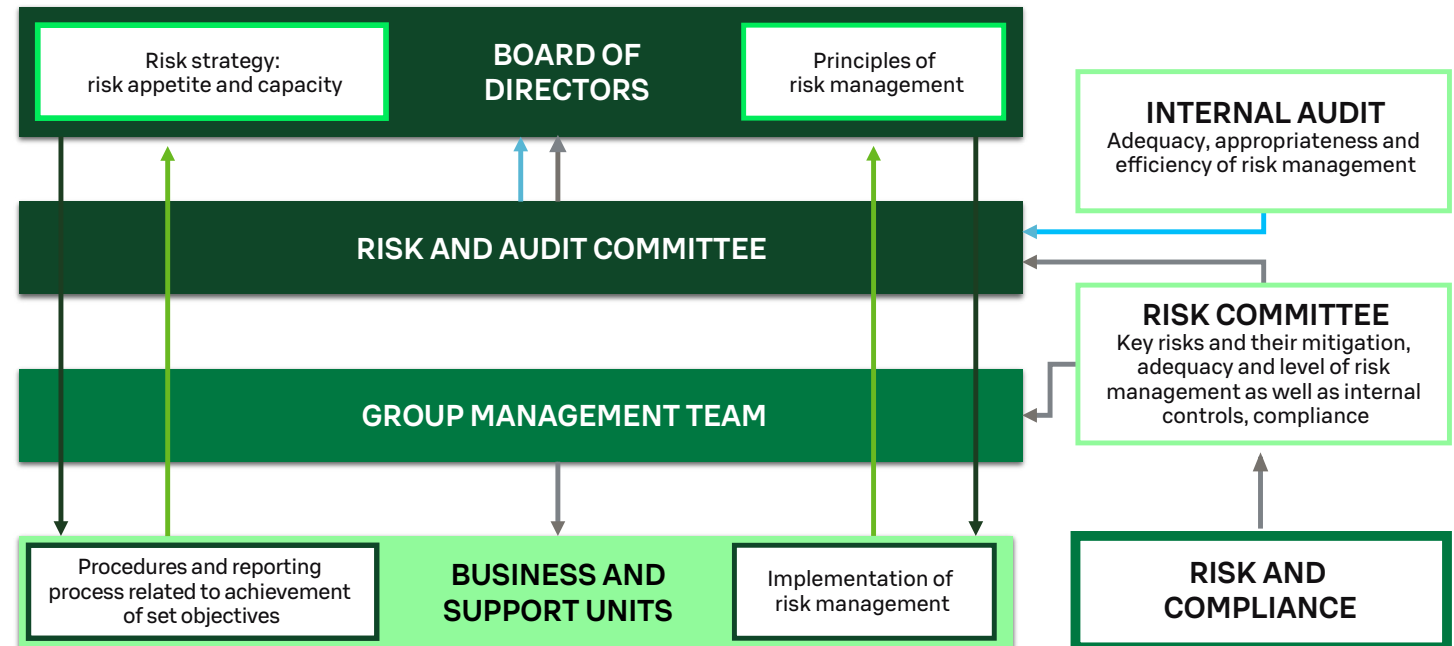 Risk strategy:
risk appetite and capacity
BOARD OF
DIRECTORS
Principles of
risk management
INTERNAL AUDIT
Adequacy, appropriateness and
efficiency of risk management
RISK AND AUDIT COMMITTEE
RISK COMMITTEE
Key risks and their mitigation,
adequacy and level of risk
management as well as internal
controls, compliance
GROUP MANAGEMENT TEAM
Procedures and reporting
process related to achievement
of set objectives
BUSINESS AND
SUPPORT UNITS
Implementation of
risk management
RISK AND
COMPLIANCE